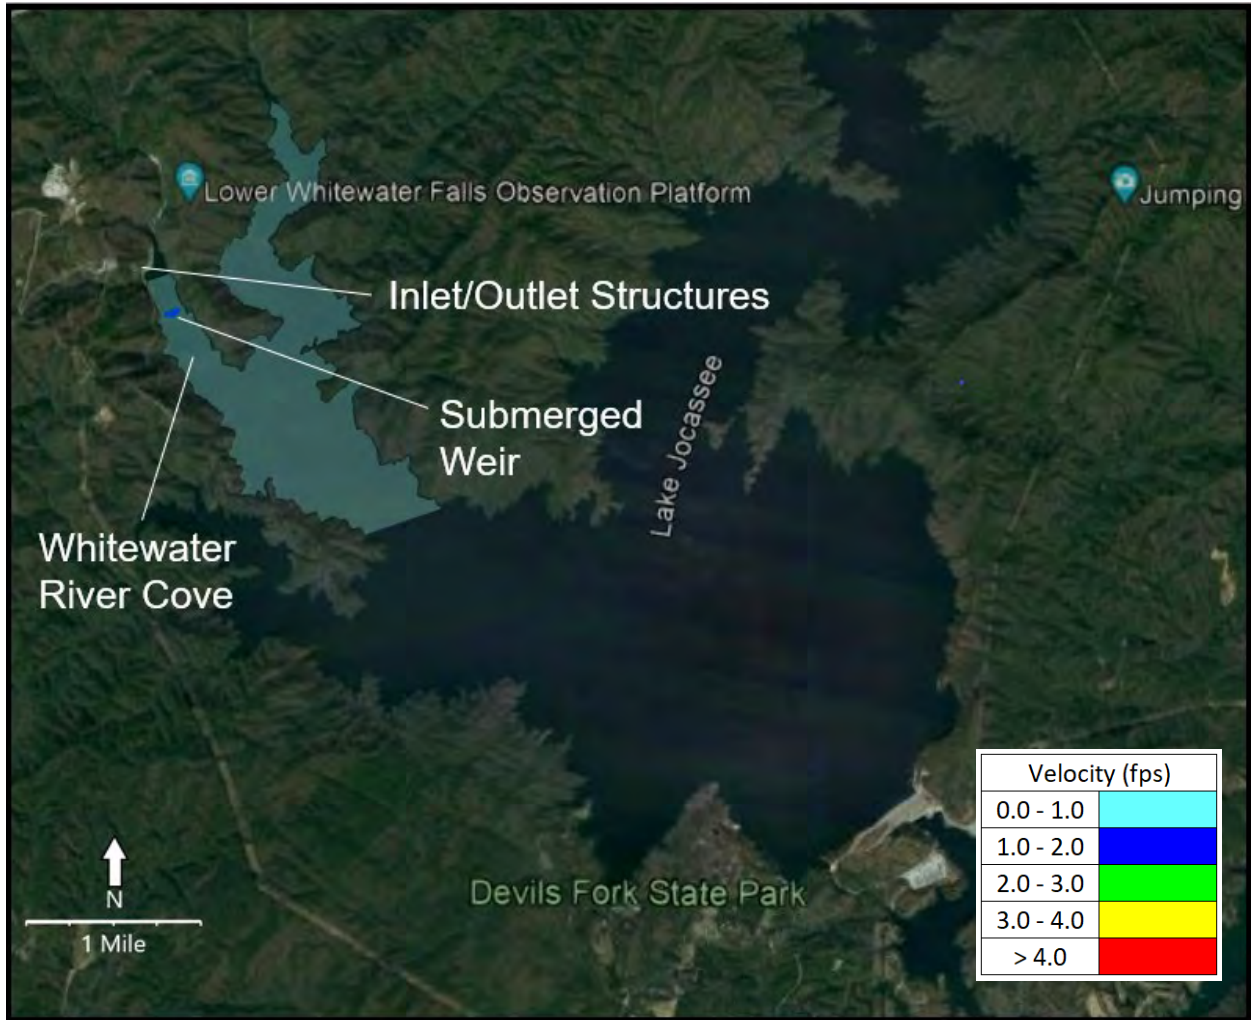 Lower Whitewater Falls Observation Platform
Jumping
Inlet/Outlet Structures
Lake Jocassee
Submerged
Weir
Whitewater
River Cove
Velocity (fps)
0.0 - 1.0
1.0 - 2.0
2.0 - 3.0
3.0 - 4.0
> 4.0
N
1 Mile
Devils Fork State Park